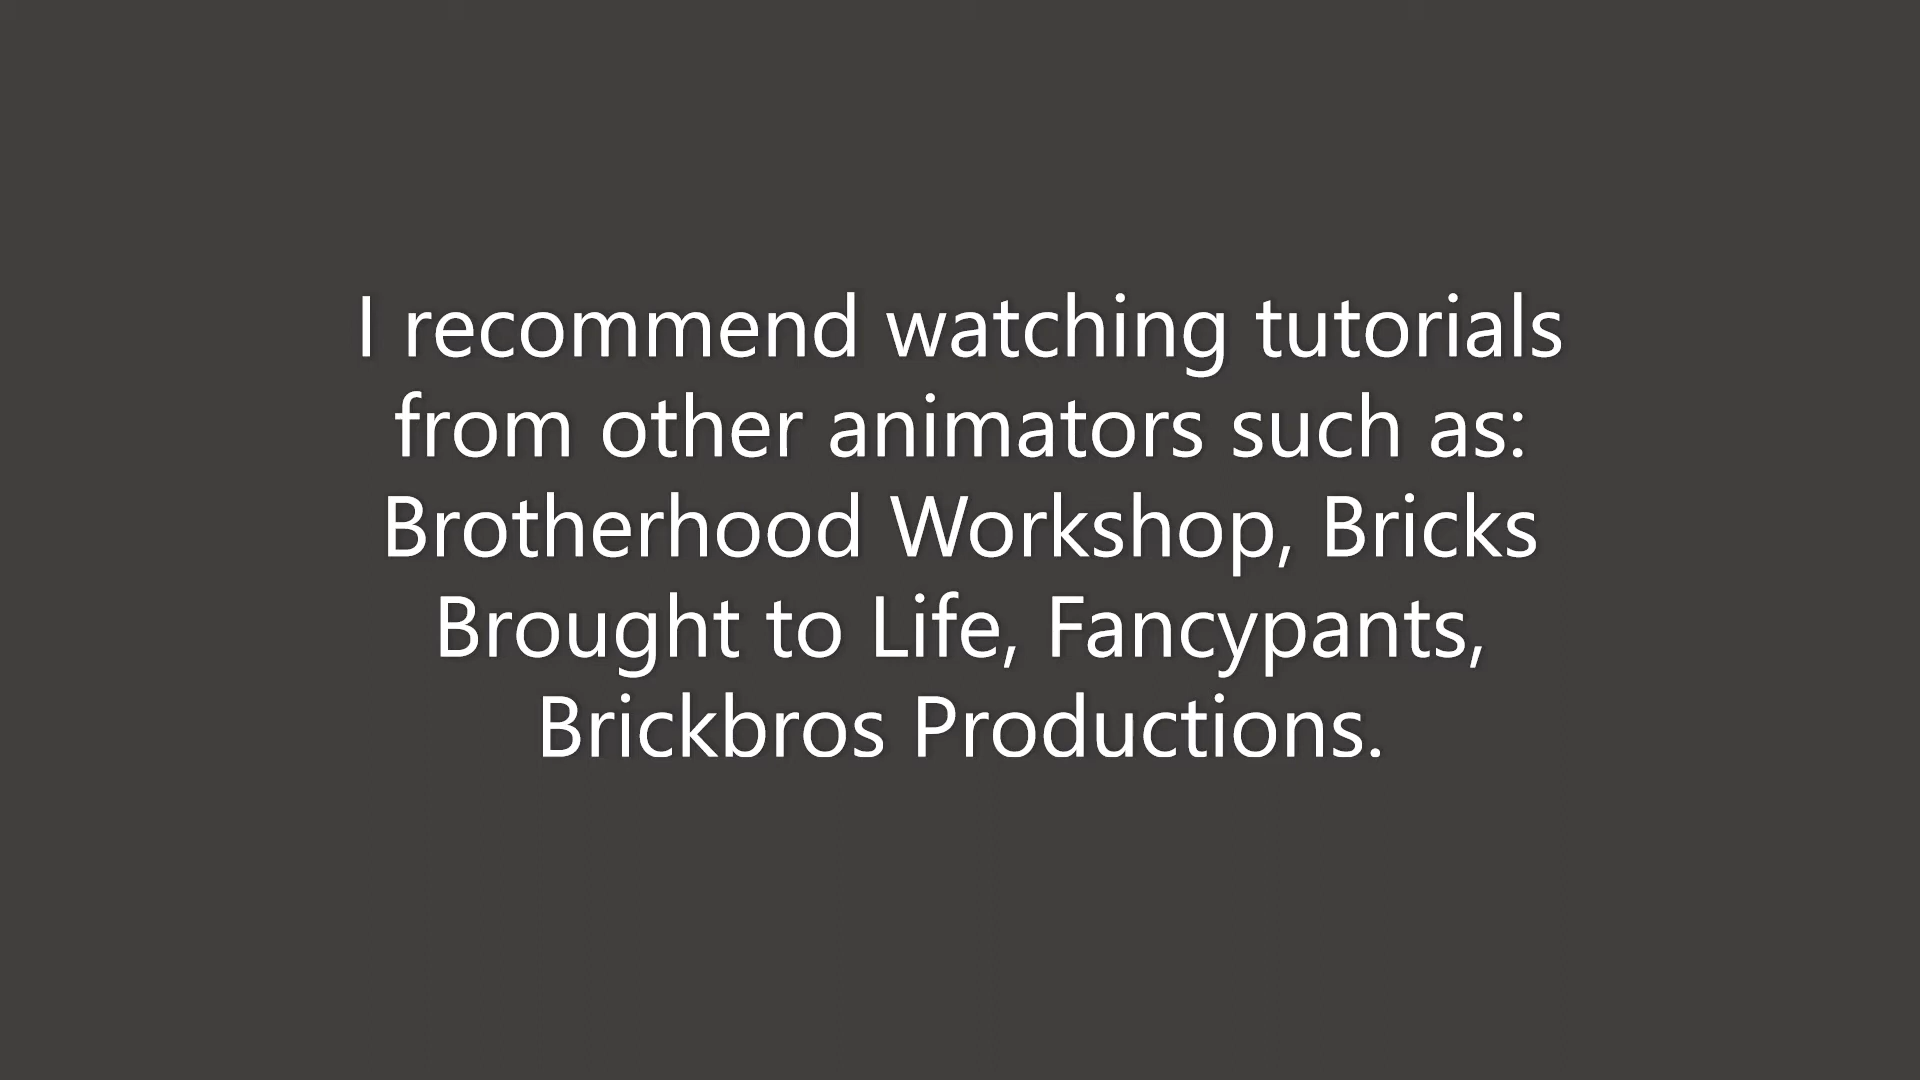 I recommend watching tutorials
from other animators such as:
Brotherhood Workshop, Bricks
Brought to Life, Fancypants,
Brickbros Productions.